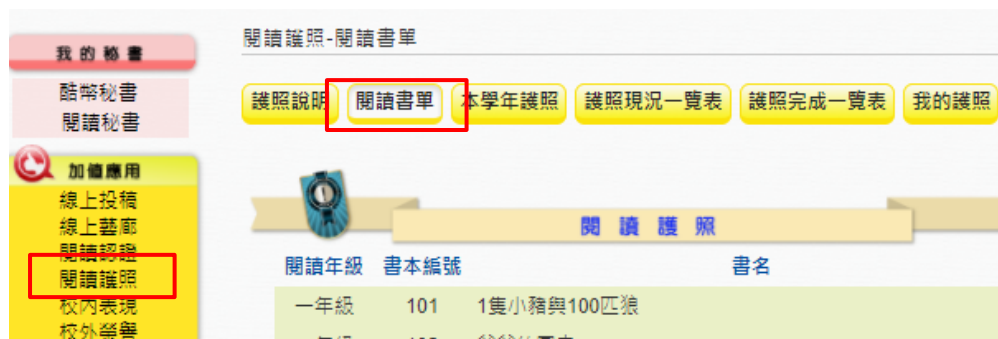 我的秘書
酷幣秘書
閱讀秘書
加值應用
線上投稿
線上藝廊
閱讀認證
閱讀護照
校內表現
校外榮譽
閱讀護照-閱讀書單
護照說明 閱讀書單 本學年護照 護照現況一覽表 護照完成一覽表 我的護照
閱讀護照
閱讀年級 書本編號 書名
一年級 101 1隻小豬與100匹狼